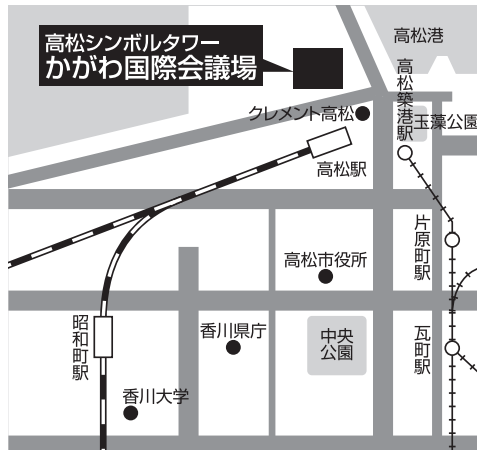 高松シンボルタワー
かがわ国際会議場
高松港
高松築港駅
玉藻公園
クレメント高松
高松駅
片原町駅
高松市役所
昭和町駅
香川県庁
中央
公園
瓦町駅
香川大学